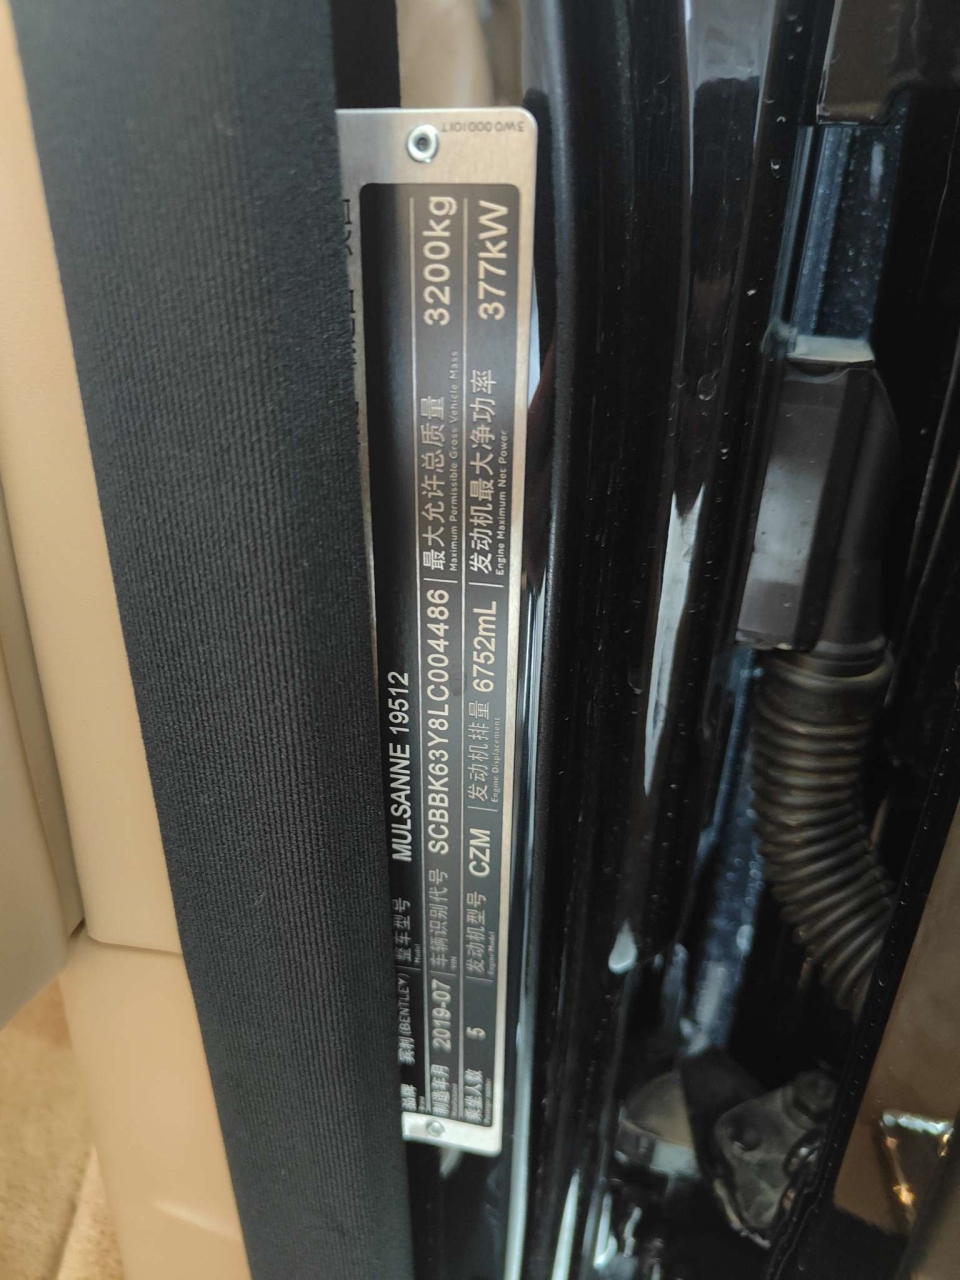 品牌 宾利(BENTLEY) 整车型号 MULSANNE 19512
Model
制造年月 2019-07 车辆识别代号 SCBBK63Y8LC004486 最大允许总质量 3200kg
VIN Maximum Permissible Gross Vehicle Mass
乘坐人数 5 发动机型号 CZM 发动机排量 6752mL 发动机最大净功率 377kW
Engine Model Engine Displacement Engine Maximum Net Power